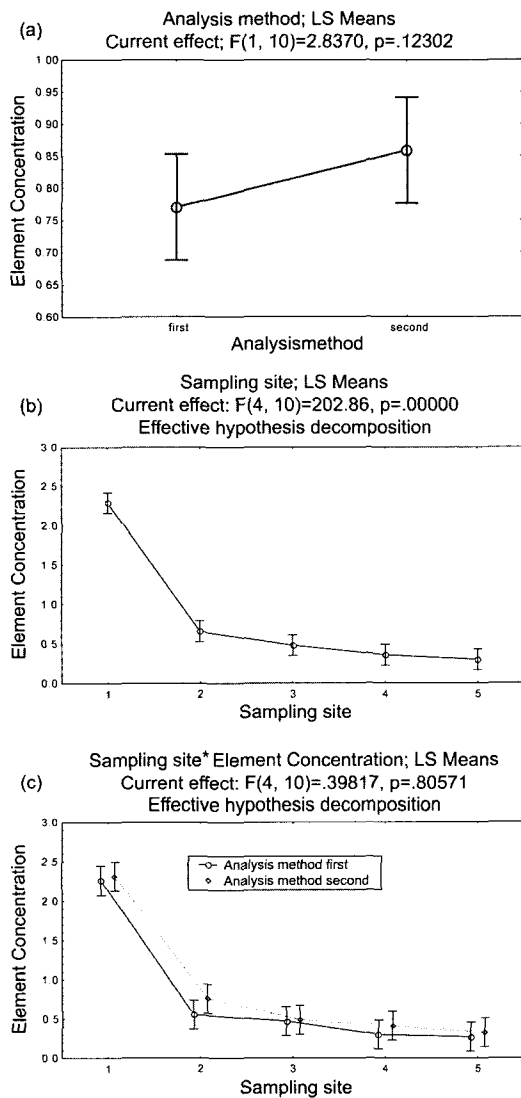 (a)
Analysis method; LS Means
Current effect; F(1, 10)=2.8370, p=.12302
Element Concentration
1.00
0.95
0.90
0.85
0.80
0.75
0.70
0.65
0.60
first
second
Analysismethod
(b)
Sampling site; LS Means
Current effect: F(4, 10)=202.86, p=.00000
Effective hypothesis decomposition
Element Concentration
3 0
2 5
2 0
1 5
1 0
0 5
0 0
1
2
3
4
5
Sampling site
(c)
Sampling site* Element Concentration; LS Means
Current effect: F(4, 10)=.39817, p=.80571
Effective hypothesis decomposition
Analysis method first
Analysis method second
Element Concentration
3 0
2.5
2 0
1 5
1 0
0 5
0 0
1
2
3
4
5
Sampling site